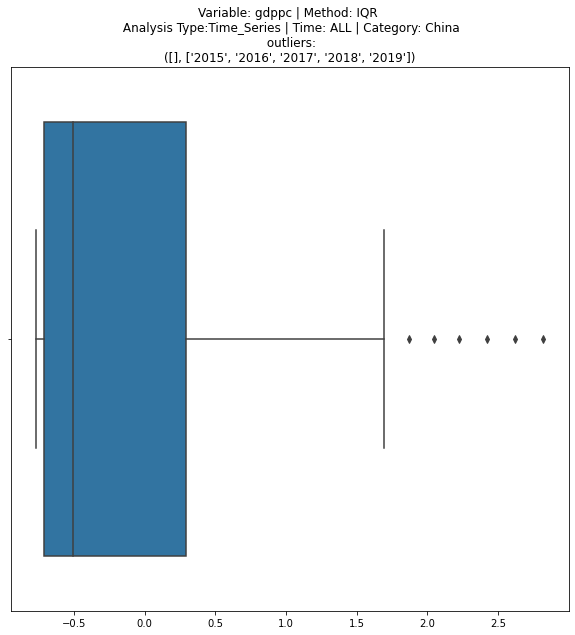 Variable: gdppc | Method: IQR
Analysis Type:Time_Series | Time: ALL | Category: China
outliers:
([], ['2015', '2016', '2017', '2018', '2019'])
−0.5 0.0 0.5 1.0 1.5 2.0 2.5